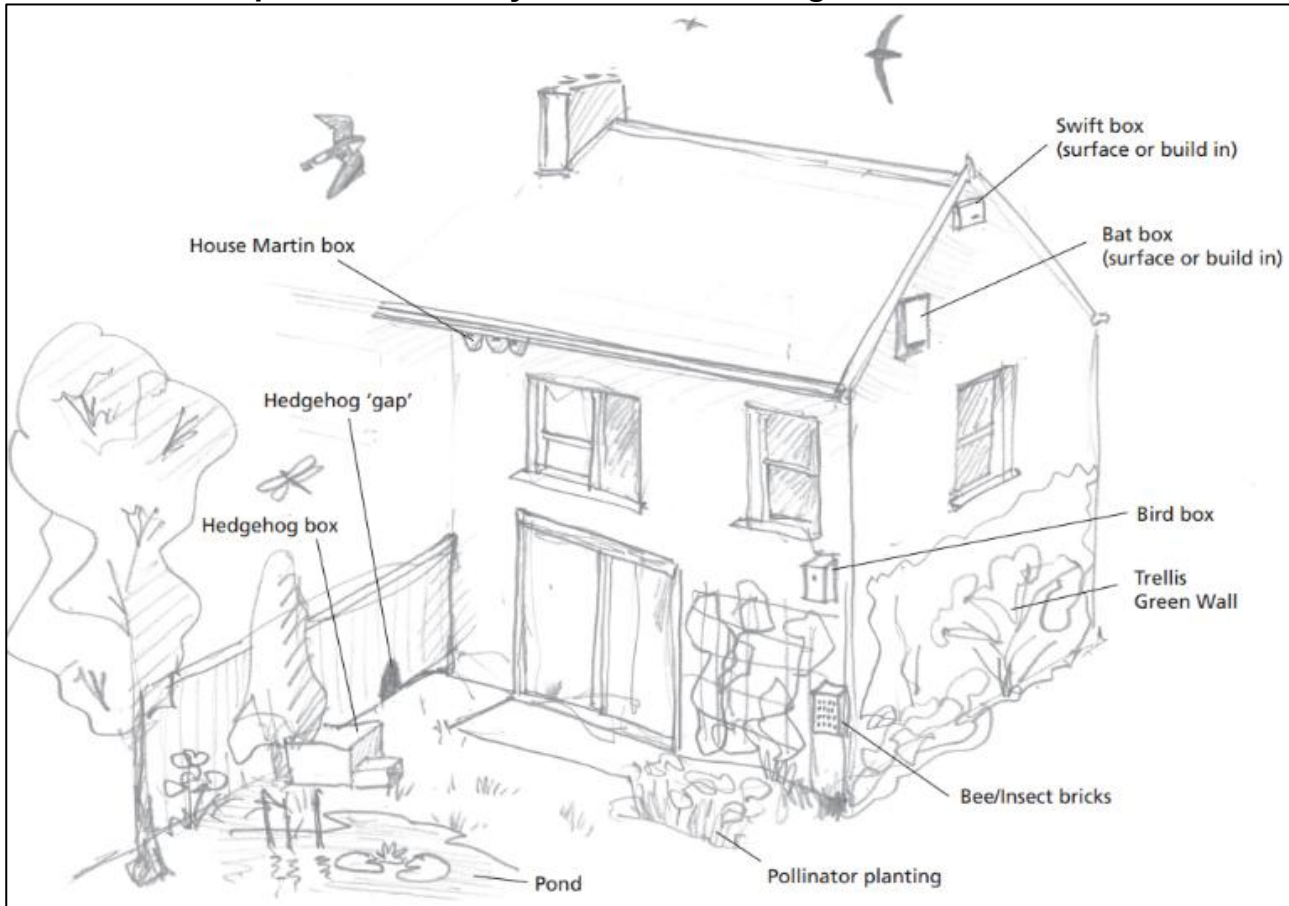 Swift box
(surface or build in)
Bat box
(surface or build in)
House Martin box
Hedgehog ‘gap’
Hedgehog box
Bird box
Trellis
Green Wall
Bee/Insect bricks
Pollinator planting
Pond